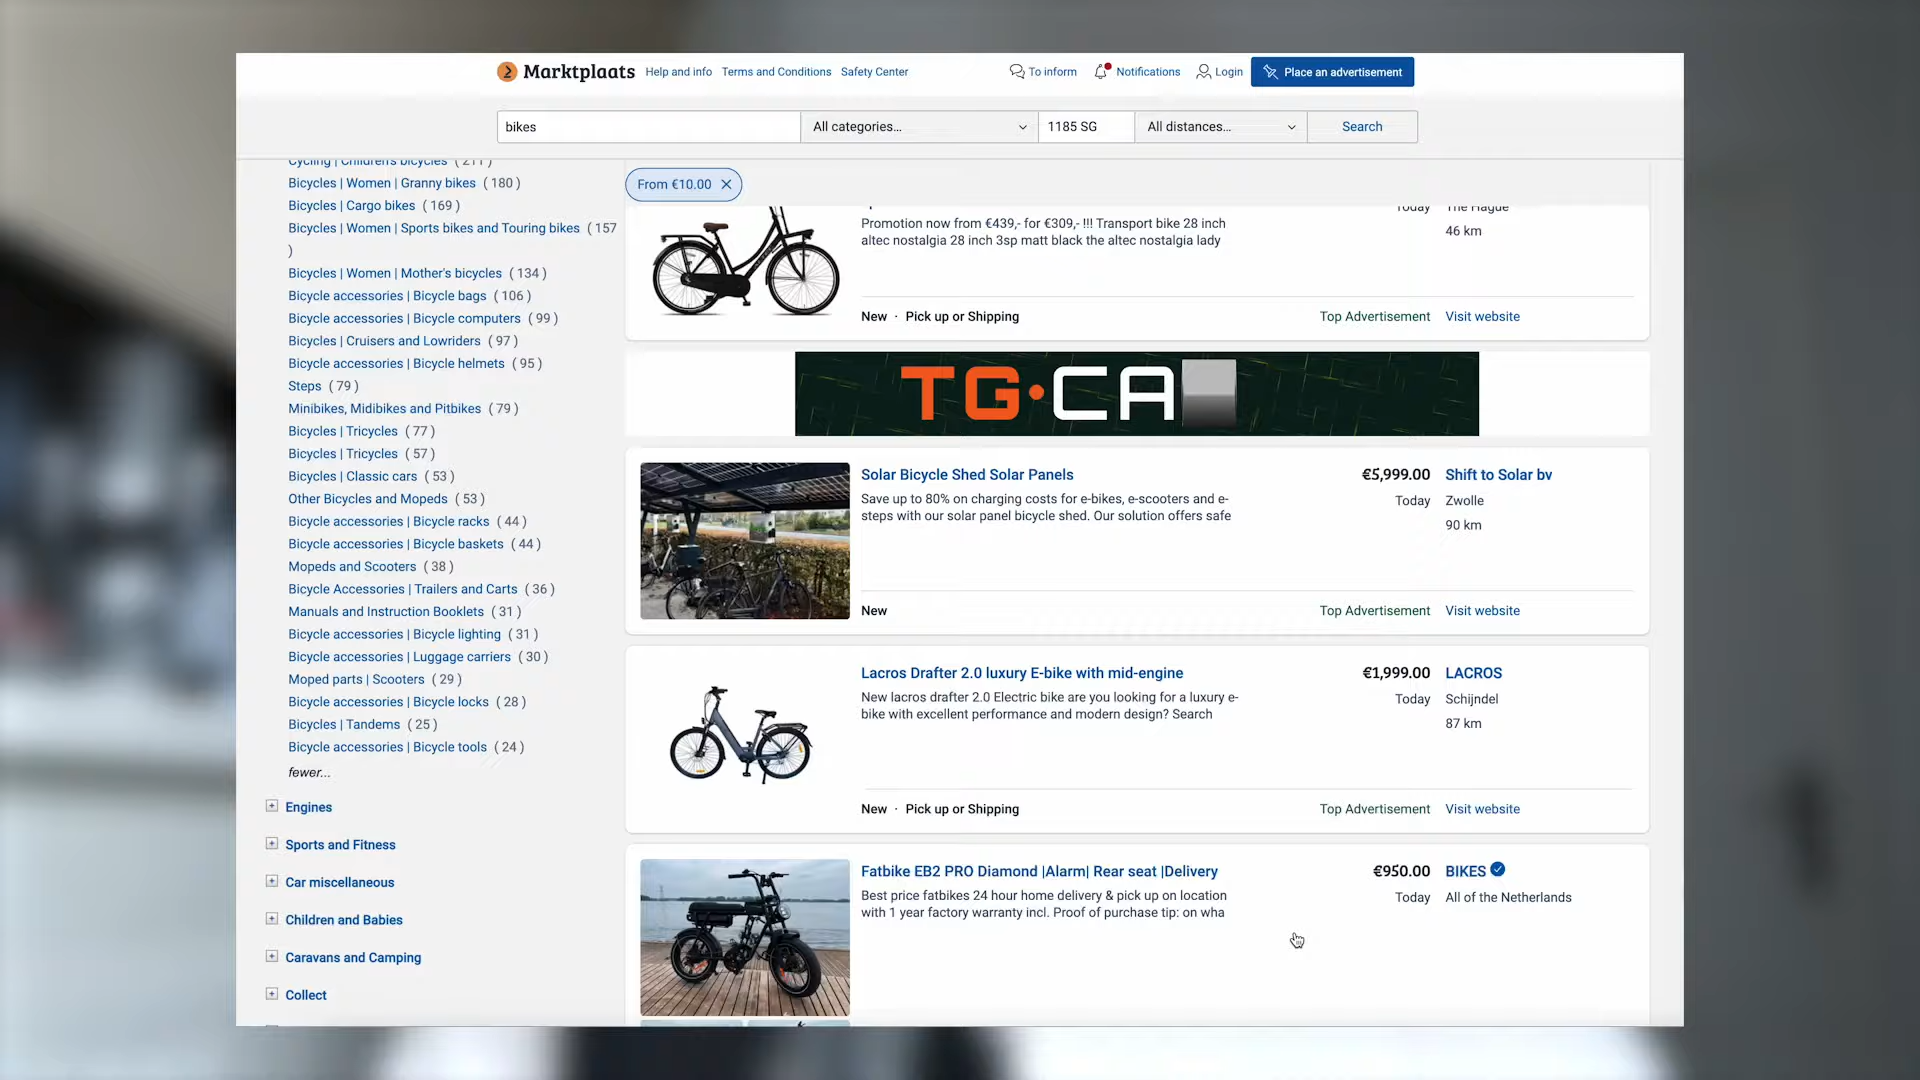 Marktplaats Help and info Terms and Conditions Safety Center To inform Notifications Login Place an advertisement
bikes All categories... 1185 SG All distances... Search
Cycling | Children's bicycles ( 211 )
Bicycles | Women | Granny bikes ( 180 )
Bicycles | Cargo bikes ( 169 )
Bicycles | Women | Sports bikes and Touring bikes ( 157
)
Bicycles | Women | Mother's bicycles ( 134 )
Bicycle accessories | Bicycle bags ( 106 )
Bicycle accessories | Bicycle computers ( 99 )
Bicycles | Cruisers and Lowriders ( 97 )
Bicycle accessories | Bicycle helmets ( 95 )
Steps ( 79 )
Minibikes, Midibikes and Pitbikes ( 79 )
Bicycles | Tricycles ( 77 )
Bicycles | Tricycles ( 57 )
Bicycles | Classic cars ( 53 )
Other Bicycles and Mopeds ( 53 )
Bicycle accessories | Bicycle racks ( 44 )
Bicycle accessories | Bicycle baskets ( 44 )
Mopeds and Scooters ( 38 )
Bicycle Accessories | Trailers and Carts ( 36 )
Manuals and Instruction Booklets ( 31 )
Bicycle accessories | Bicycle lighting ( 31 )
Bicycle accessories | Luggage carriers ( 30 )
Moped parts | Scooters ( 29 )
Bicycle accessories | Bicycle locks ( 28 )
Bicycles | Tandems ( 25 )
Bicycle accessories | Bicycle tools ( 24 )
fewer...
Engines
Sports and Fitness
Car miscellaneous
Children and Babies
Caravans and Camping
Collect
From €10.00
Today The Hague
Promotion now from €439,- for €309,- !!! Transport bike 28 inch
46 km
altec nostalgia 28 inch 3sp matt black the altec nostalgia lady
New · Pick up or Shipping Top Advertisement Visit website
TG·CA
Solar Bicycle Shed Solar Panels €5,999.00 Shift to Solar bv
Save up to 80% on charging costs for e-bikes, e-scooters and e- Today Zwolle
steps with our solar panel bicycle shed. Our solution offers safe
90 km
New Top Advertisement Visit website
Lacros Drafter 2.0 luxury E-bike with mid-engine €1,999.00 LACROS
New lacros drafter 2.0 Electric bike are you looking for a luxury e- Today Schijndel
bike with excellent performance and modern design? Search
87 km
New · Pick up or Shipping Top Advertisement Visit website
Fatbike EB2 PRO Diamond |Alarm| Rear seat |Delivery €950.00 BIKES
Best price fatbikes 24 hour home delivery & pick up on location Today All of the Netherlands
with 1 year factory warranty incl. Proof of purchase tip: on wha